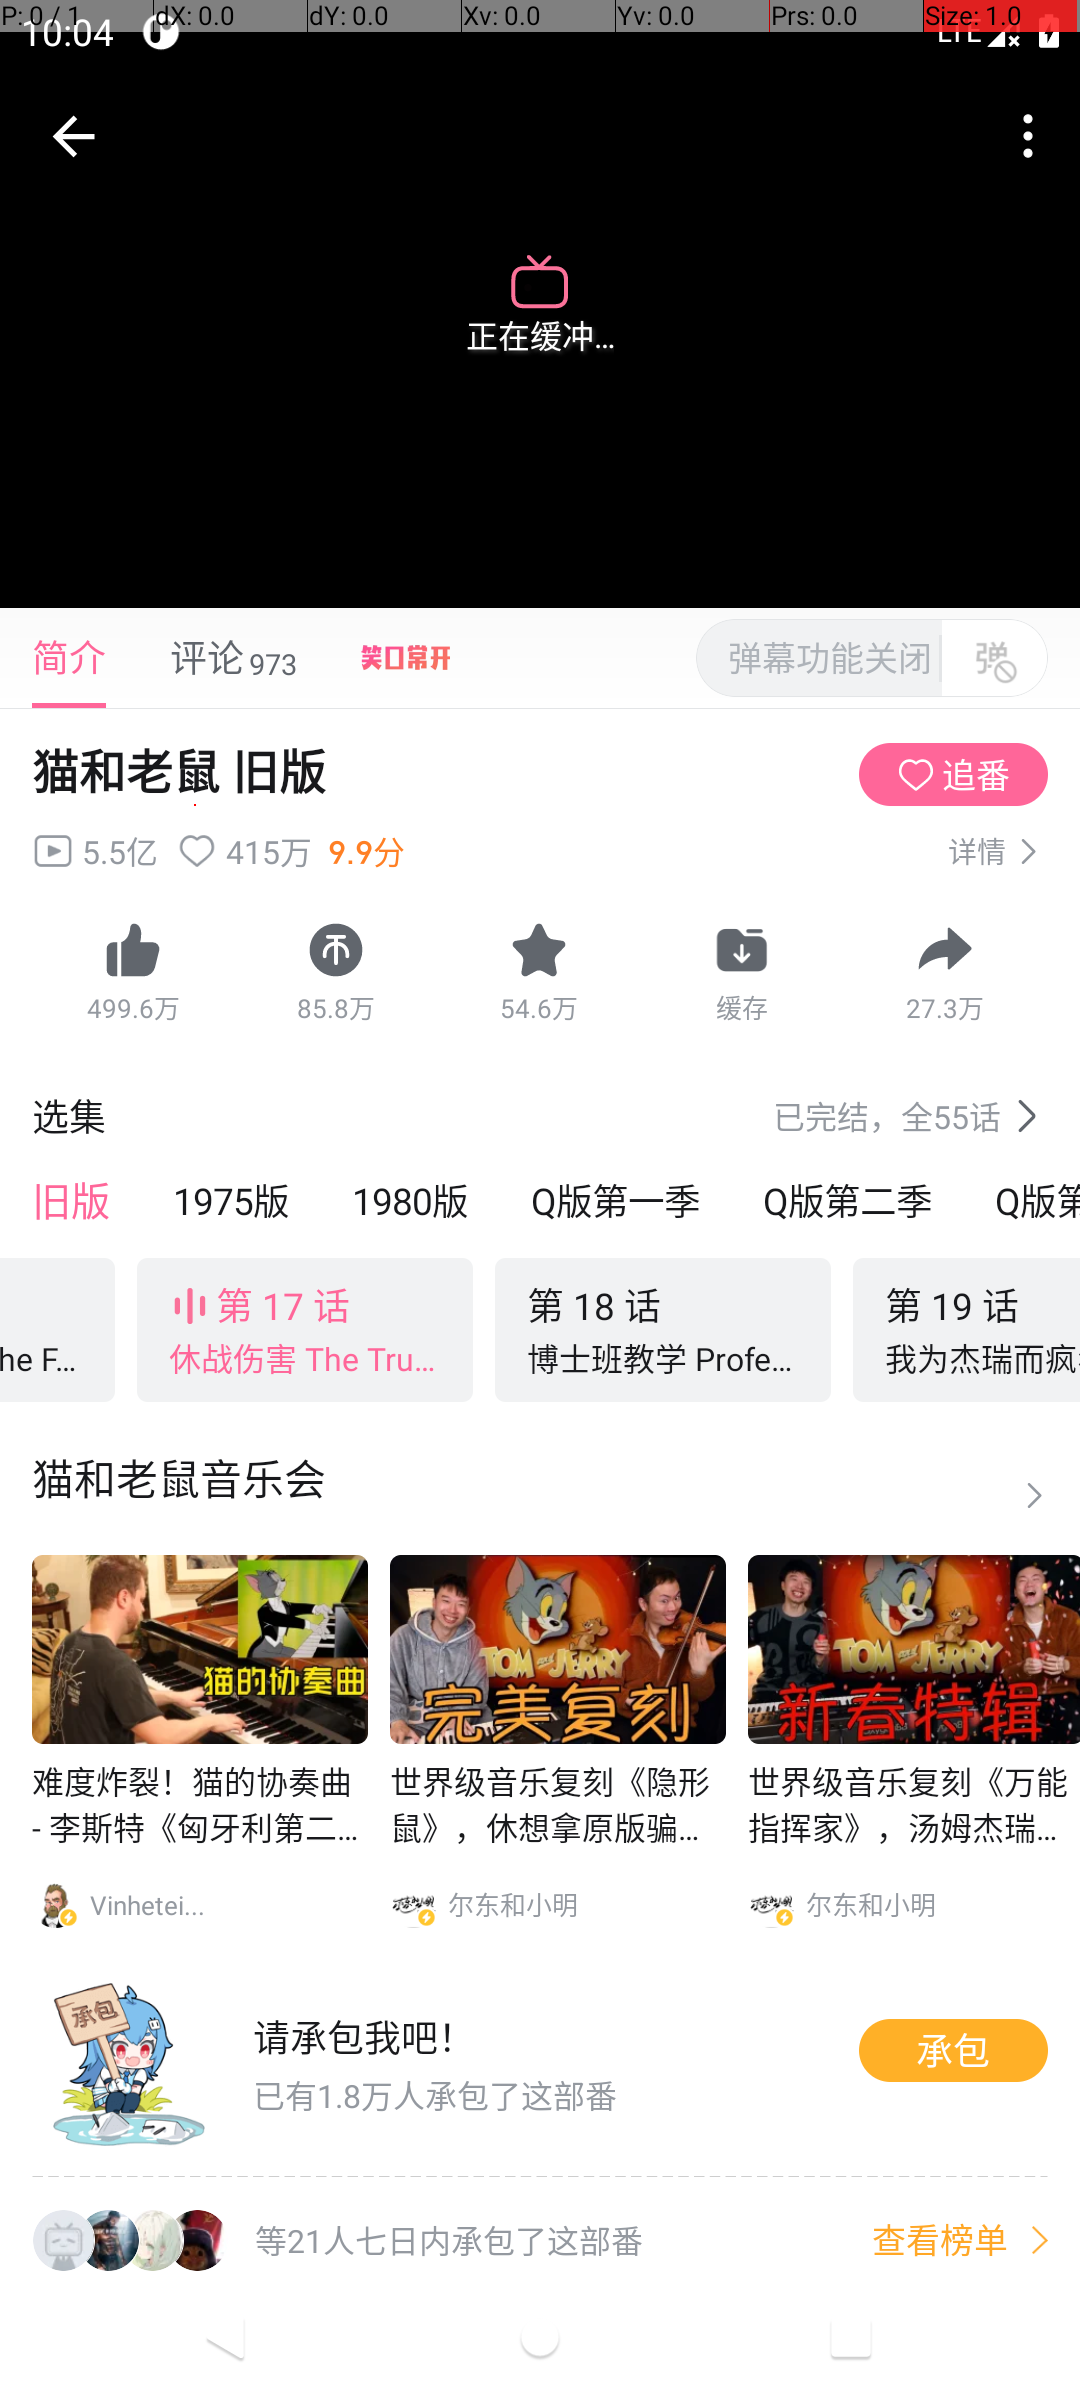 P: 0 / 1 dX: 0.0 dY: 0.0 Xv: 0.0 Yv: 0.0 Prs: 0.0 Size: 1.0
10:04 LTE
正在缓冲...
简介 评论 973 笑口常开 弹幕功能关闭 弹
猫和老鼠 旧版 追番
5.5亿 415万 9.9分 详情
499.6万 85.8万 54.6万 缓存 27.3万
选集 已完结，全55话
旧版 1975版 1980版 Q版第一季 Q版第二季 Q版第
第 17 话 第 18 话 第 19 话
he F... 休战伤害 The Tru... 博士班教学 Profe... 我为杰瑞而疯
猫和老鼠音乐会
猫的协奏曲
TOM AND JERRY
完美复刻
TOM AND JERRY
新春特辑
难度炸裂！猫的协奏曲
- 李斯特《匈牙利第二...
世界级音乐复刻《隐形
鼠》，休想拿原版骗...
世界级音乐复刻《万能
指挥家》，汤姆杰瑞...
Vinhetei... 尔东和小明 尔东和小明
承包
请承包我吧！
已有1.8万人承包了这部番
承包
等21人七日内承包了这部番 查看榜单